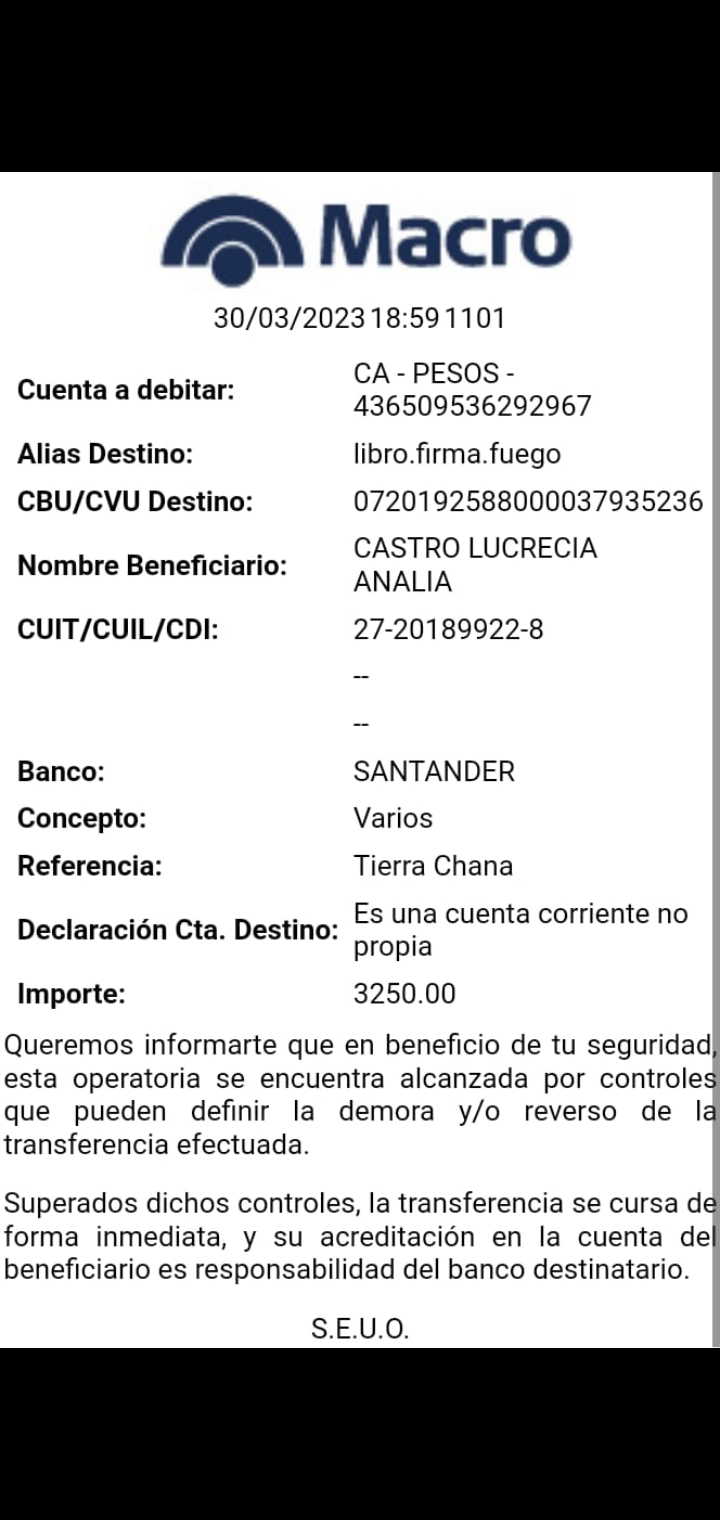 Macro
30/03/2023 18:59 1101
Cuenta a debitar: CA - PESOS -
436509536292967
Alias Destino: libro.firma.fuego
CBU/CVU Destino: 0720192588000037935236
Nombre Beneficiario: CASTRO LUCRECIA
ANALIA
CUIT/CUIL/CDI: 27-20189922-8
--
--
Banco: SANTANDER
Concepto: Varios
Referencia: Tierra Chana
Declaración Cta. Destino: Es una cuenta corriente no
propia
Importe: 3250.00
Queremos informarte que en beneficio de tu seguridad,
esta operatoria se encuentra alcanzada por controles
que pueden definir la demora y/o reverso de la
transferencia efectuada.
Superados dichos controles, la transferencia se cursa de
forma inmediata, y su acreditación en la cuenta del
beneficiario es responsabilidad del banco destinatario.
S.E.U.O.